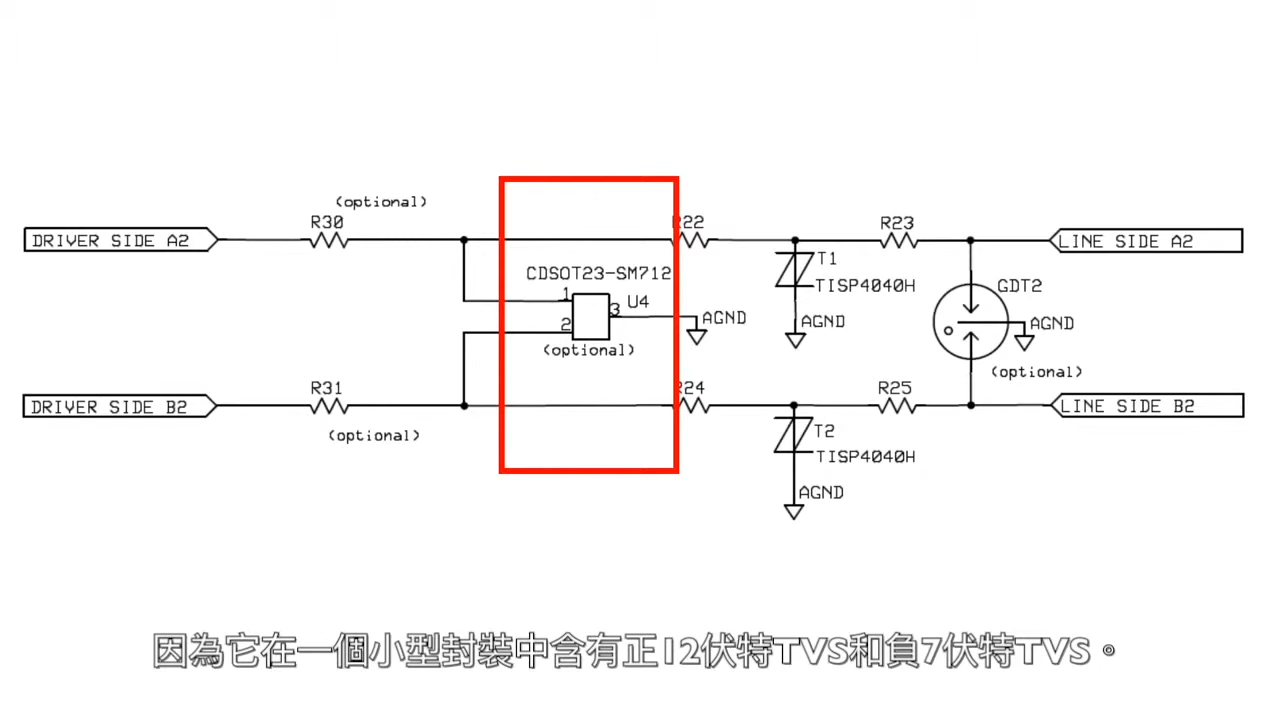 (optional)
R30
R22
R23
DRIVER SIDE A2
LINE SIDE A2
CDSOT23-SM712
T1
TISP4040H
GDT2
1
U4
3
2
AGND
AGND
AGND
(optional)
(optional)
R31
R24
R25
DRIVER SIDE B2
LINE SIDE B2
(optional)
T2
TISP4040H
AGND
因為它在一個小型封裝中含有正12伏特TVS和負7伏特TVS。